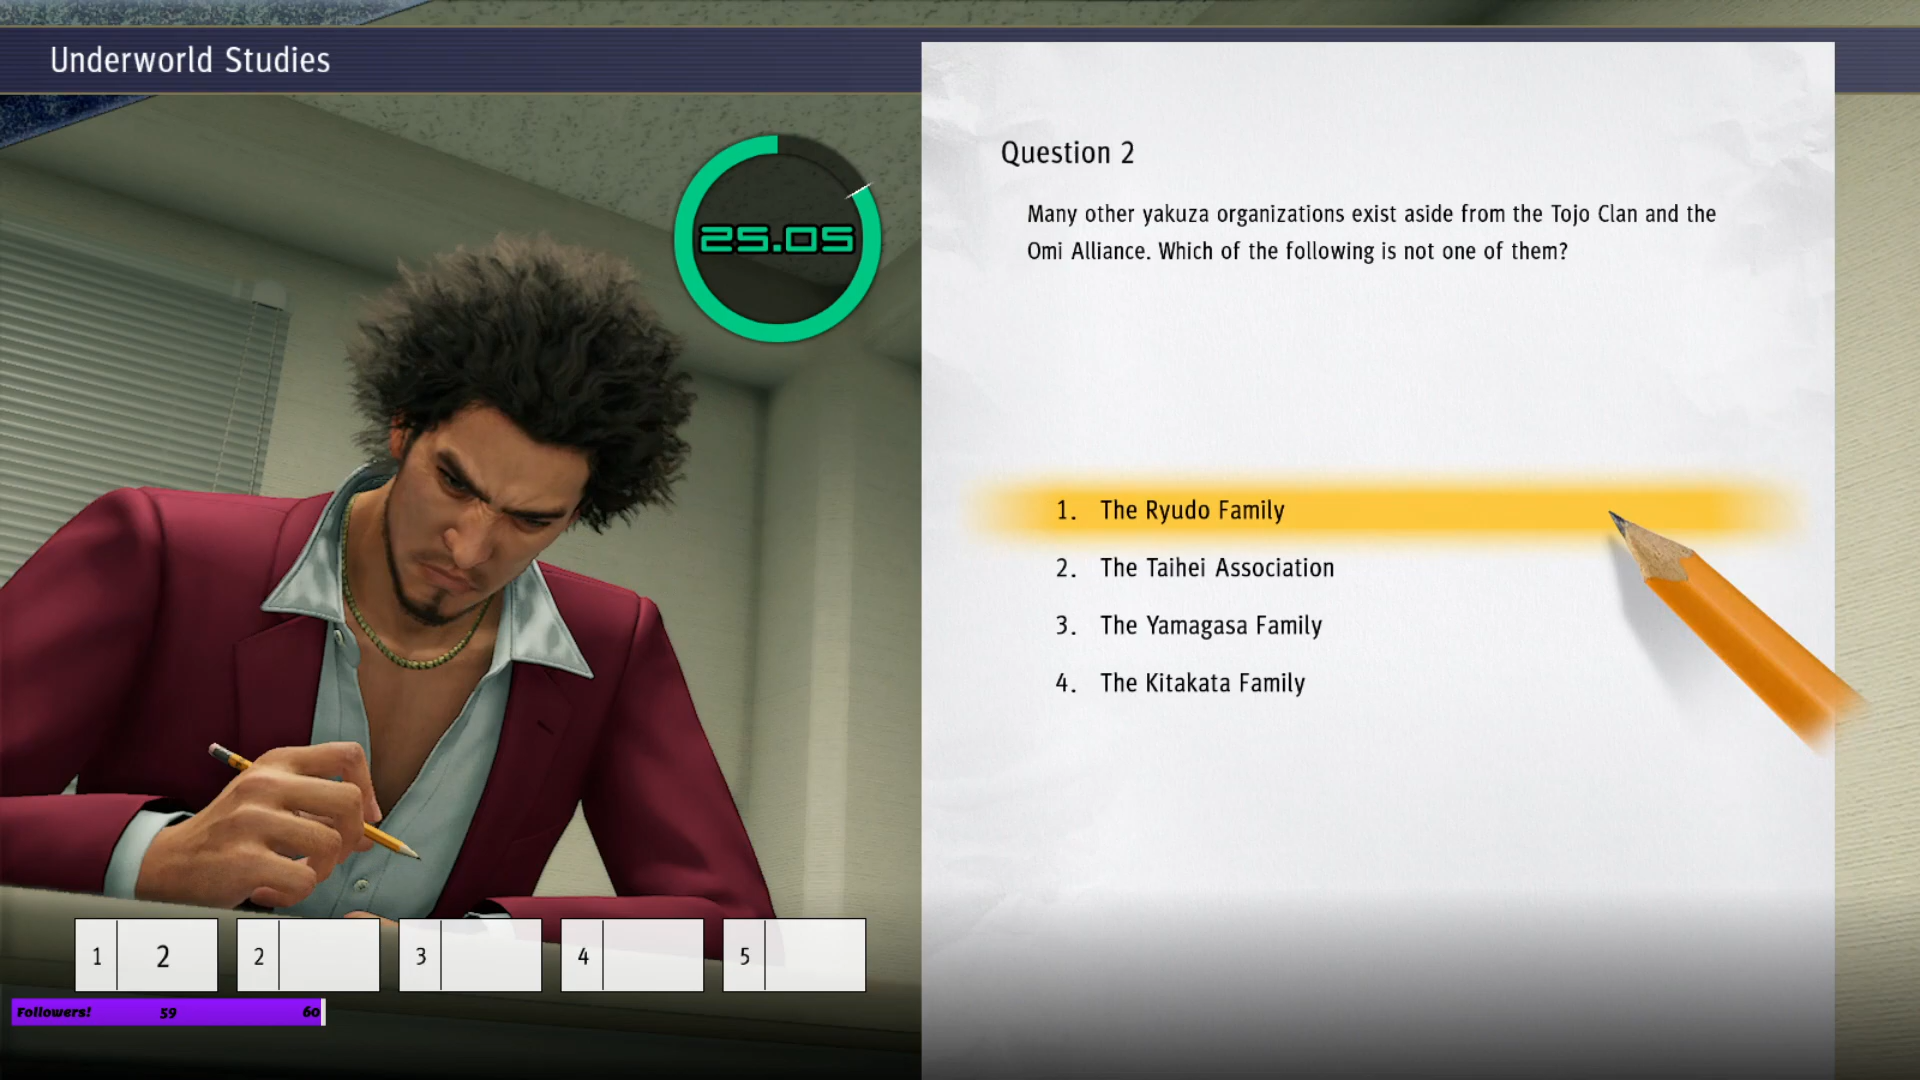 Underworld Studies
25.05
Question 2
Many other yakuza organizations exist aside from the Tojo Clan and the
Omi Alliance. Which of the following is not one of them?
1. The Ryudo Family
2. The Taihei Association
3. The Yamagasa Family
4. The Kitakata Family
1 2 2 3 4 5
Followers! 59 60